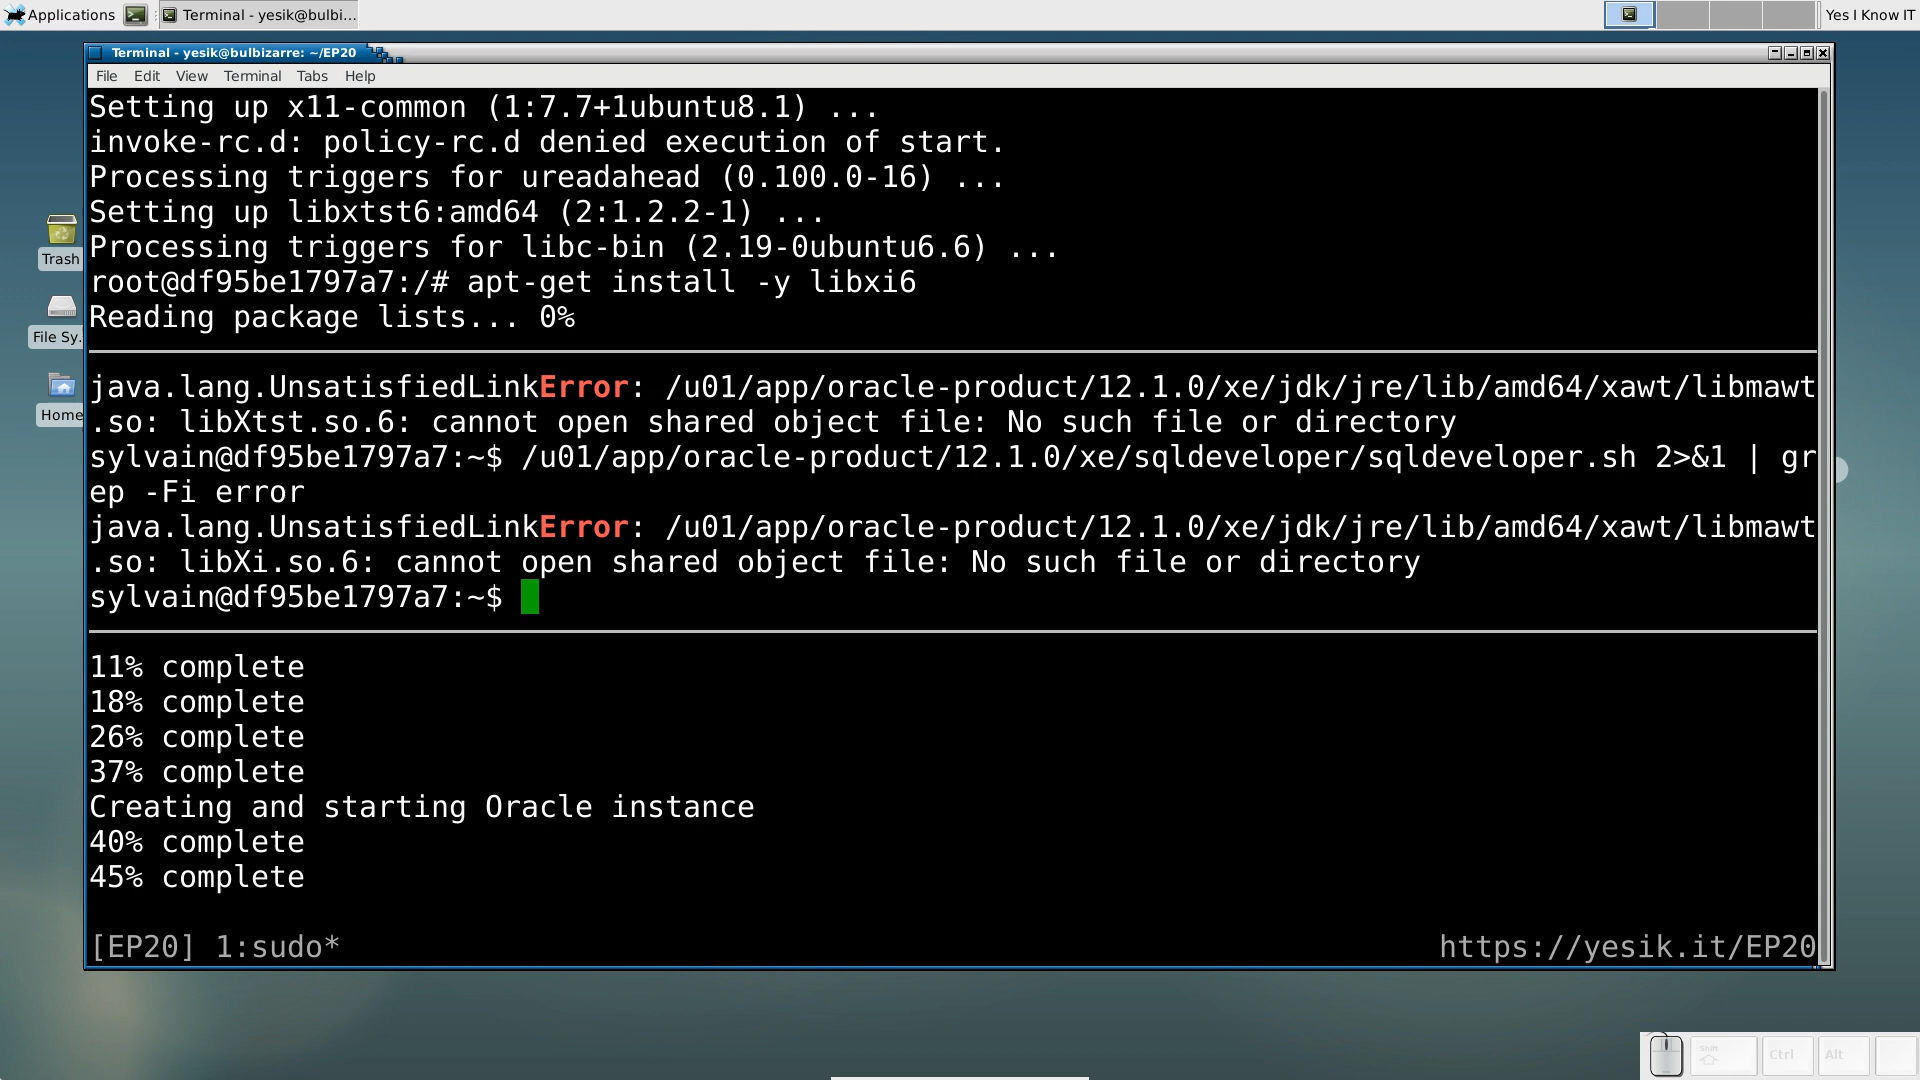 Applications
Terminal - yesik@bulbi...
Yes I Know IT
Terminal - yesik@bulbizarre: ~/EP20
File Edit View Terminal Tabs Help
Setting up x11-common (1:7.7+1ubuntu8.1) ...
invoke-rc.d: policy-rc.d denied execution of start.
Processing triggers for ureadahead (0.100.0-16) ...
Setting up libxtst6:amd64 (2:1.2.2-1) ...
Processing triggers for libc-bin (2.19-0ubuntu6.6) ...
root@df95be1797a7:/# apt-get install -y libxi6
Reading package lists... 0%
java.lang.UnsatisfiedLinkError: /u01/app/oracle-product/12.1.0/xe/jdk/jre/lib/amd64/xawt/libmawt
.so: libXtst.so.6: cannot open shared object file: No such file or directory
sylvain@df95be1797a7:~$ /u01/app/oracle-product/12.1.0/xe/sqldeveloper/sqldeveloper.sh 2>&1 | gr
ep -Fi error
java.lang.UnsatisfiedLinkError: /u01/app/oracle-product/12.1.0/xe/jdk/jre/lib/amd64/xawt/libmawt
.so: libXi.so.6: cannot open shared object file: No such file or directory
sylvain@df95be1797a7:~$
11% complete
18% complete
26% complete
37% complete
Creating and starting Oracle instance
40% complete
45% complete
[EP20] 1:sudo*
https://yesik.it/EP20
Trash
File Sy.
Home
Shift
Ctrl
Alt